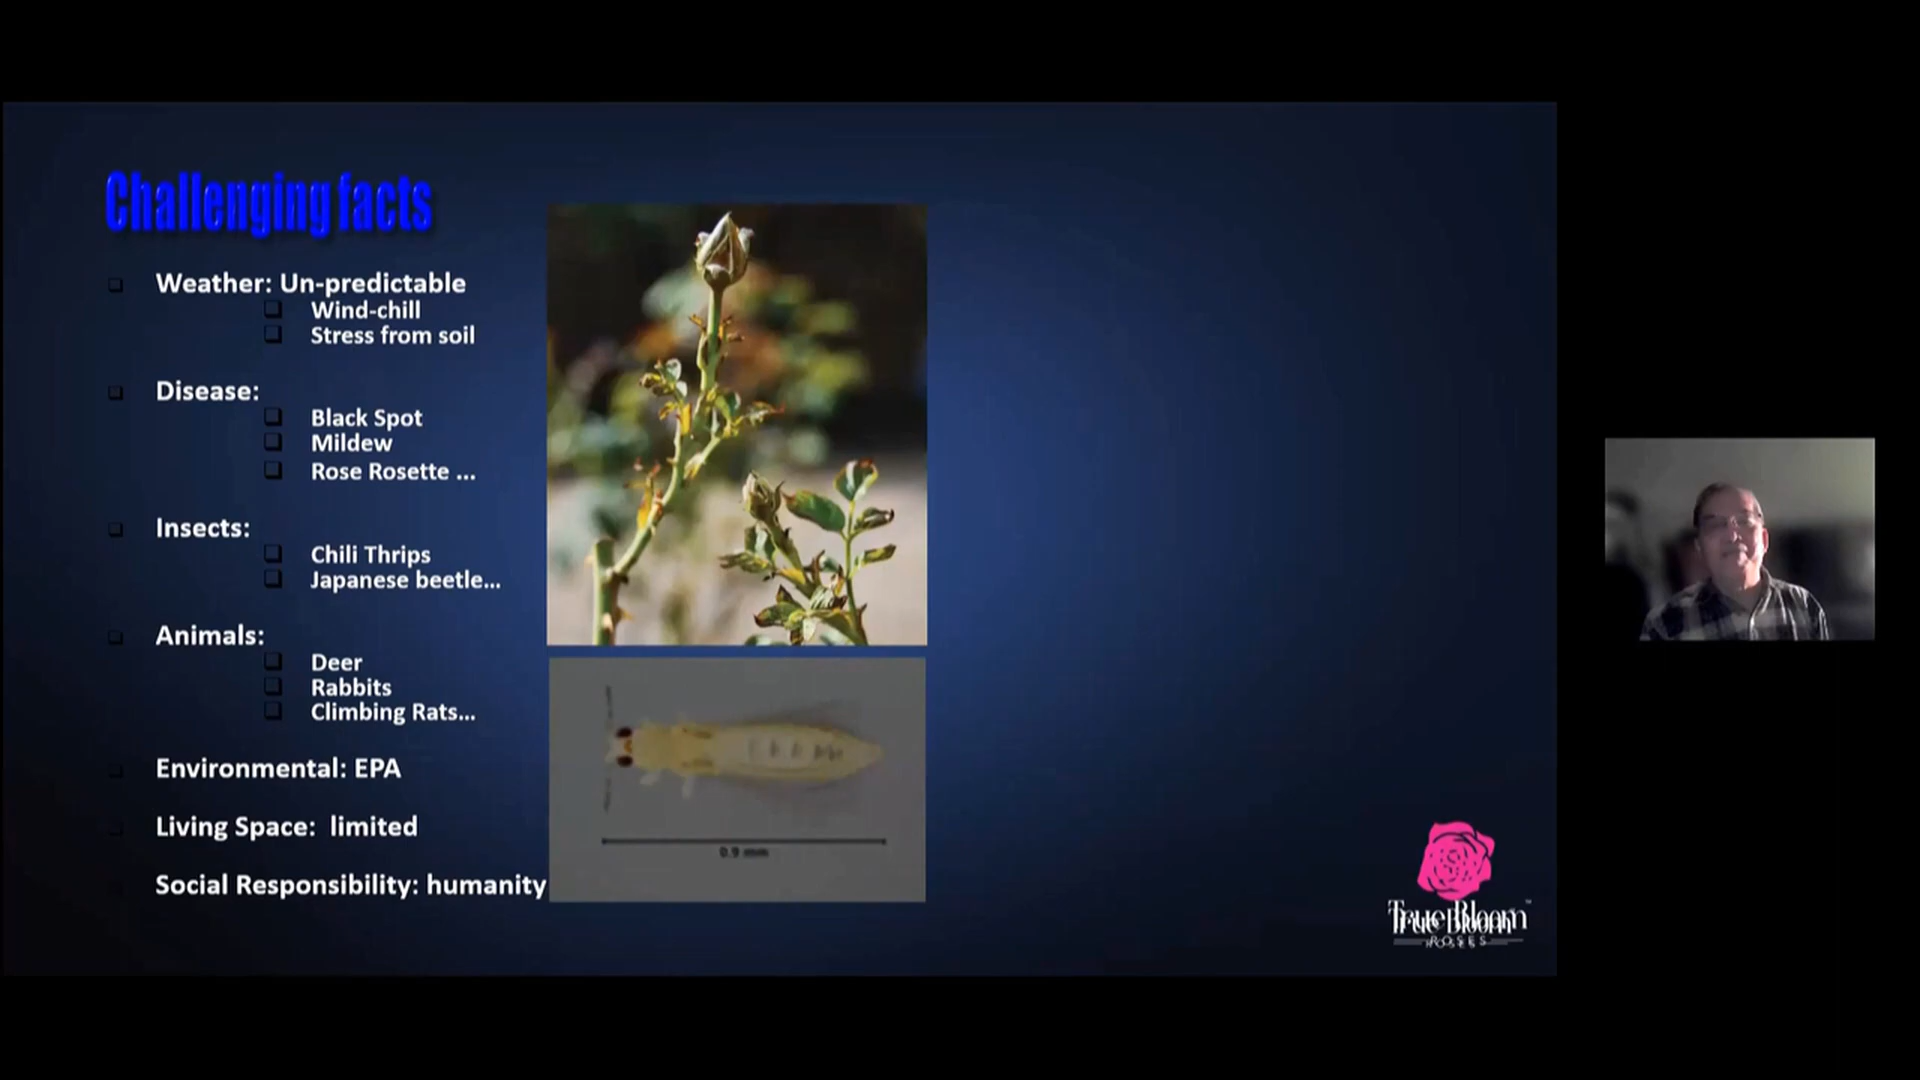 Challenging facts
Weather: Un-predictable
Wind-chill
Stress from soil
Disease:
Black Spot
Mildew
Rose Rosette ...
Insects:
Chili Thrips
Japanese beetle...
Animals:
Deer
Rabbits
Climbing Rats...
Environmental: EPA
Living Space: limited
Social Responsibility: humanity
0.9 mm
True Bloom
ROSES